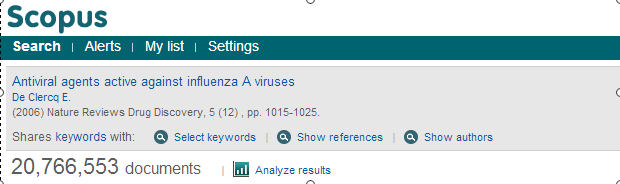 Scopus
Search | Alerts | My list | Settings
Antiviral agents active against influenza A viruses
De Clercq E.
(2006) Nature Reviews Drug Discovery, 5 (12) , pp. 1015-1025.
Shares keywords with: Select keywords | Show references | Show authors
20,766,553 documents | Analyze results